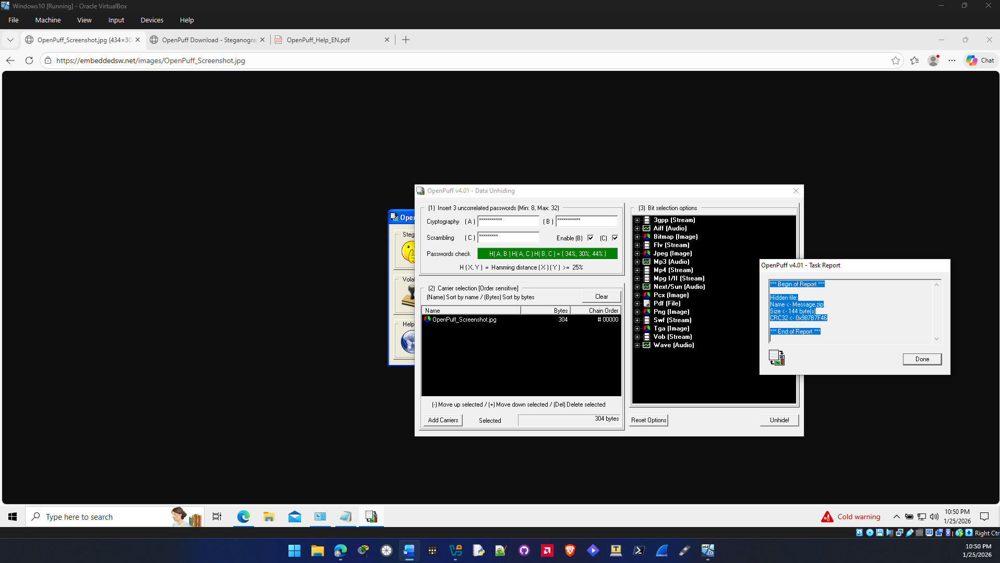 Windows10 [Running] - Oracle VirtualBox
File Machine View Input Devices Help
OpenPuff_Screenshot.jpg (434×30
OpenPuff Download - Steganogra
OpenPuff_Help_EN.pdf
https://embeddedsw.net/images/OpenPuff_Screenshot.jpg
Chat
Open
Steg
Vola
Help
OpenPuff v4.01 - Data Unhiding
(1) Insert 3 uncorrelated passwords (Min: 8, Max: 32)
Cryptography (A) *********** (B) ***********
Scrambling (C) ********* Enable (B) (C)
Passwords check H( A, B ) H( A, C ) H( B, C ) = { 34%, 30%, 44% }
H ( X, Y ) = Hamming distance ( X ) ( Y ) >= 25%
(2) Carrier selection [Order sensitive]
(Name) Sort by name / (Bytes) Sort by bytes
Clear
Name Bytes Chain Order
OpenPuff_Screenshot.jpg 304 # 00000
(-) Move up selected / (+) Move down selected / (Del) Delete selected
Add Carriers Selected 304 bytes
(3) Bit selection options
3gpp (Stream)
Aiff (Audio)
Bitmap (Image)
Flv (Stream)
Jpeg (Image)
Mp3 (Audio)
Mp4 (Stream)
Mpg I/II (Stream)
Next/Sun (Audio)
Pcx (Image)
Pdf (File)
Png (Image)
Swf (Stream)
Tga (Image)
Vob (Stream)
Wave (Audio)
Reset Options Unhide!
OpenPuff v4.01 - Task Report
*** Begin of Report ***
Hidden file:
Name <- Message.zip
Size <- 144 byte(s)
CRC32 <- 0x987B7F46
*** End of Report ***
Done
Type here to search
Cold warning
10:50 PM
1/25/2026
Right Ctr
10:50 PM
1/25/2026